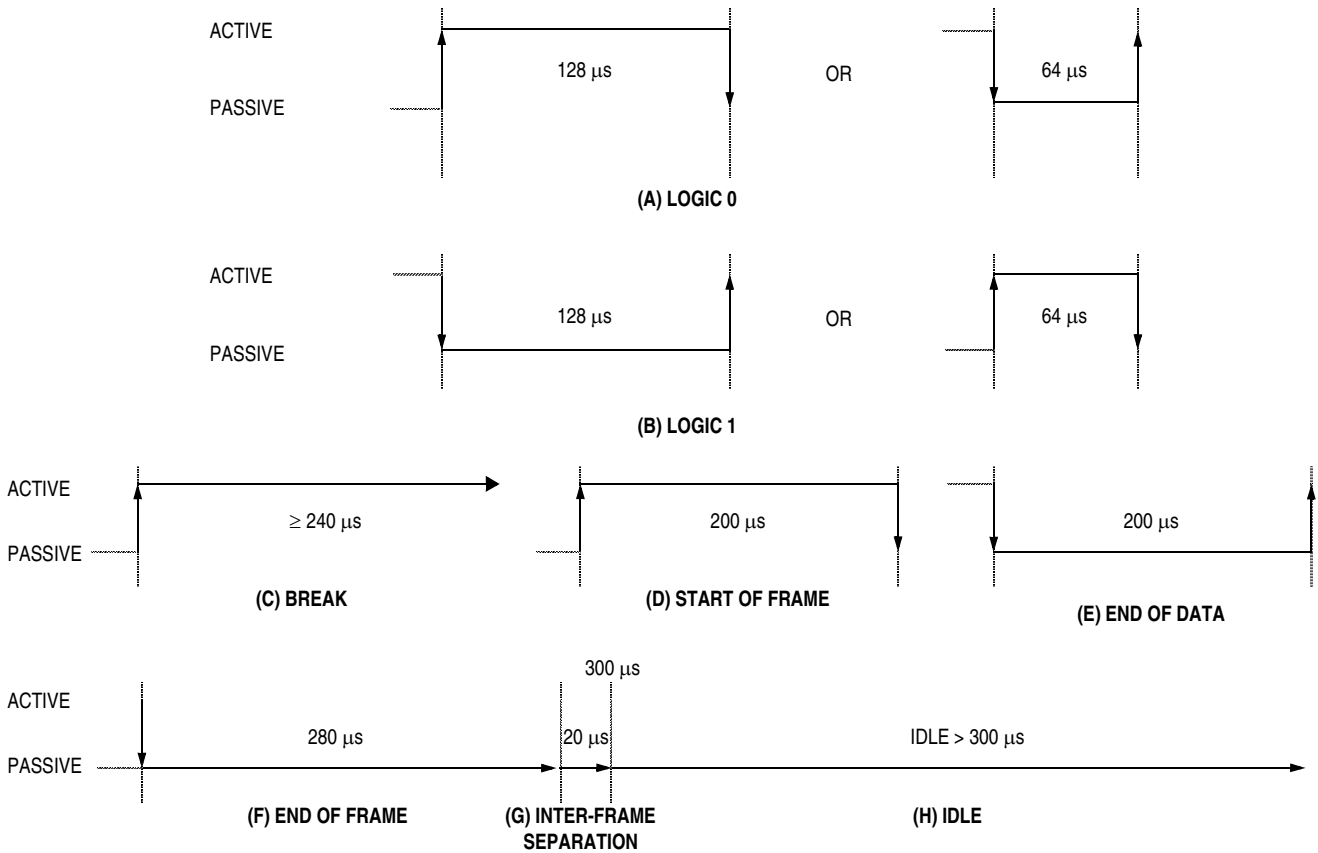 ACTIVE
128 μs
OR
64 μs
PASSIVE
(A) LOGIC 0
ACTIVE
128 μs
OR
64 μs
PASSIVE
(B) LOGIC 1
ACTIVE
≥ 240 μs
200 μs
200 μs
PASSIVE
(C) BREAK
(D) START OF FRAME
(E) END OF DATA
300 μs
ACTIVE
280 μs
20 μs
IDLE > 300 μs
PASSIVE
(F) END OF FRAME
(G) INTER-FRAME
SEPARATION
(H) IDLE